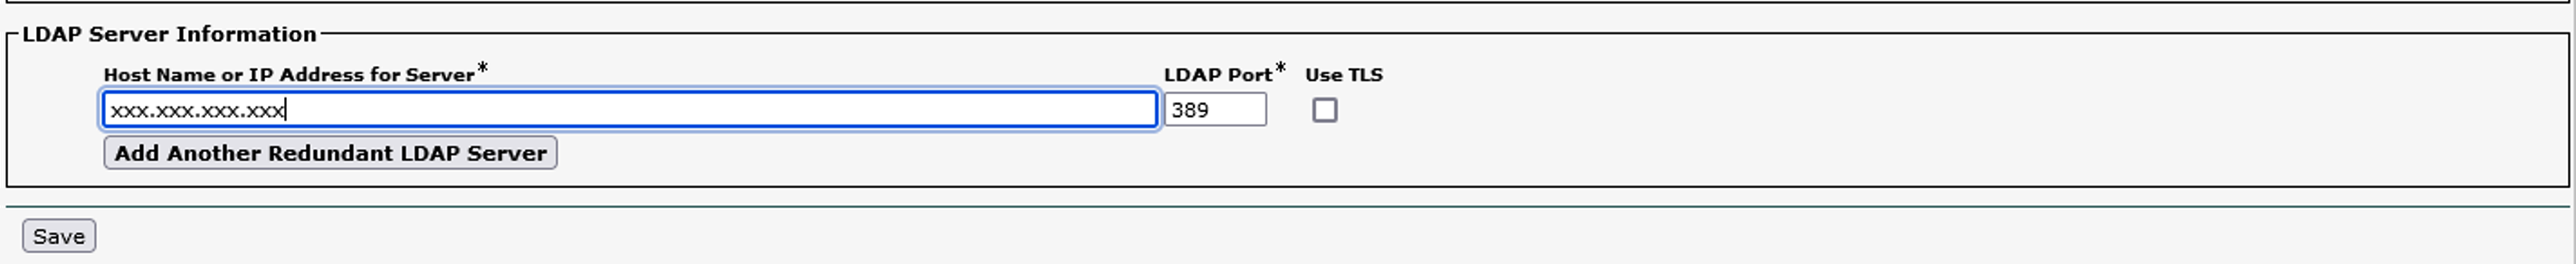 LDAP Server Information
Host Name or IP Address for Server* LDAP Port* Use TLS
xxx.xxx.xxx.xxx 389
Add Another Redundant LDAP Server
Save